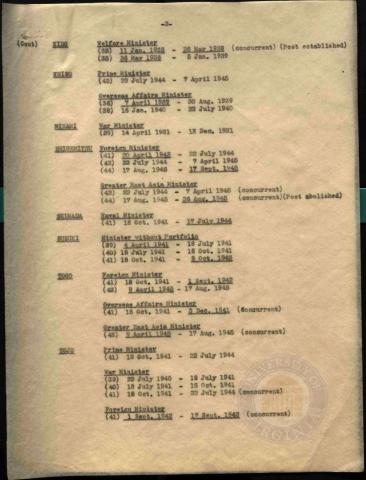 -3-
(Cont) KIDO Welfare Minister
(33) 11 Jan. 1938 - 26 May 1938 (concurrent) (Post established)
(35) 26 May 1938 - 5 Jan. 1939
KOISO Prime Minister
(42) 22 July 1944 - 7 April 1945
Overseas Affairs Minister
(36) 7 April 1939 - 30 Aug. 1939
(38) 16 Jan. 1940 - 22 July 1940
MINAMI War Minister
(26) 14 April 1931 - 13 Dec. 1931
SHIGEMITSU Foreign Minister
(41) 20 April 1943 - 22 July 1944
(42) 22 July 1944 - 7 April 1945
(44) 17 Aug. 1945 - 17 Sept. 1945
Greater East Asia Minister
(42) 22 July 1944 - 7 April 1945 (concurrent)
(44) 17 Aug. 1945 - 26 Aug. 1945 (concurrent)(Post abolished)
SHIMADA Naval Minister
(41) 18 Oct. 1941 - 17 July 1944
SUZUKI Minister without Portfolio
(39) 4 April 1941 - 18 July 1941
(40) 18 July 1941 - 18 Oct. 1941
(41) 18 Oct. 1941 - 8 Oct. 1943
TOGO Foreign Minister
(41) 18 Oct. 1941 - 1 Sept. 1942
(43) 9 April 1945 - 17 Aug. 1945
Overseas Affairs Minister
(41) 18 Oct. 1941 - 2 Dec. 1941 (concurrent)
Greater East Asia Minister
(43) 9 April 1945 - 17 Aug. 1945 (concurrent)
TOJO Prime Minister
(41) 18 Oct. 1941 - 22 July 1944
War Minister
(39) 22 July 1940 - 18 July 1941
(40) 18 July 1941 - 18 Oct. 1941
(41) 18 Oct. 1941 - 22 July 1944 (concurrent)
Foreign Minister
(41) 1 Sept. 1942 - 17 Sept. 1942 (concurrent)